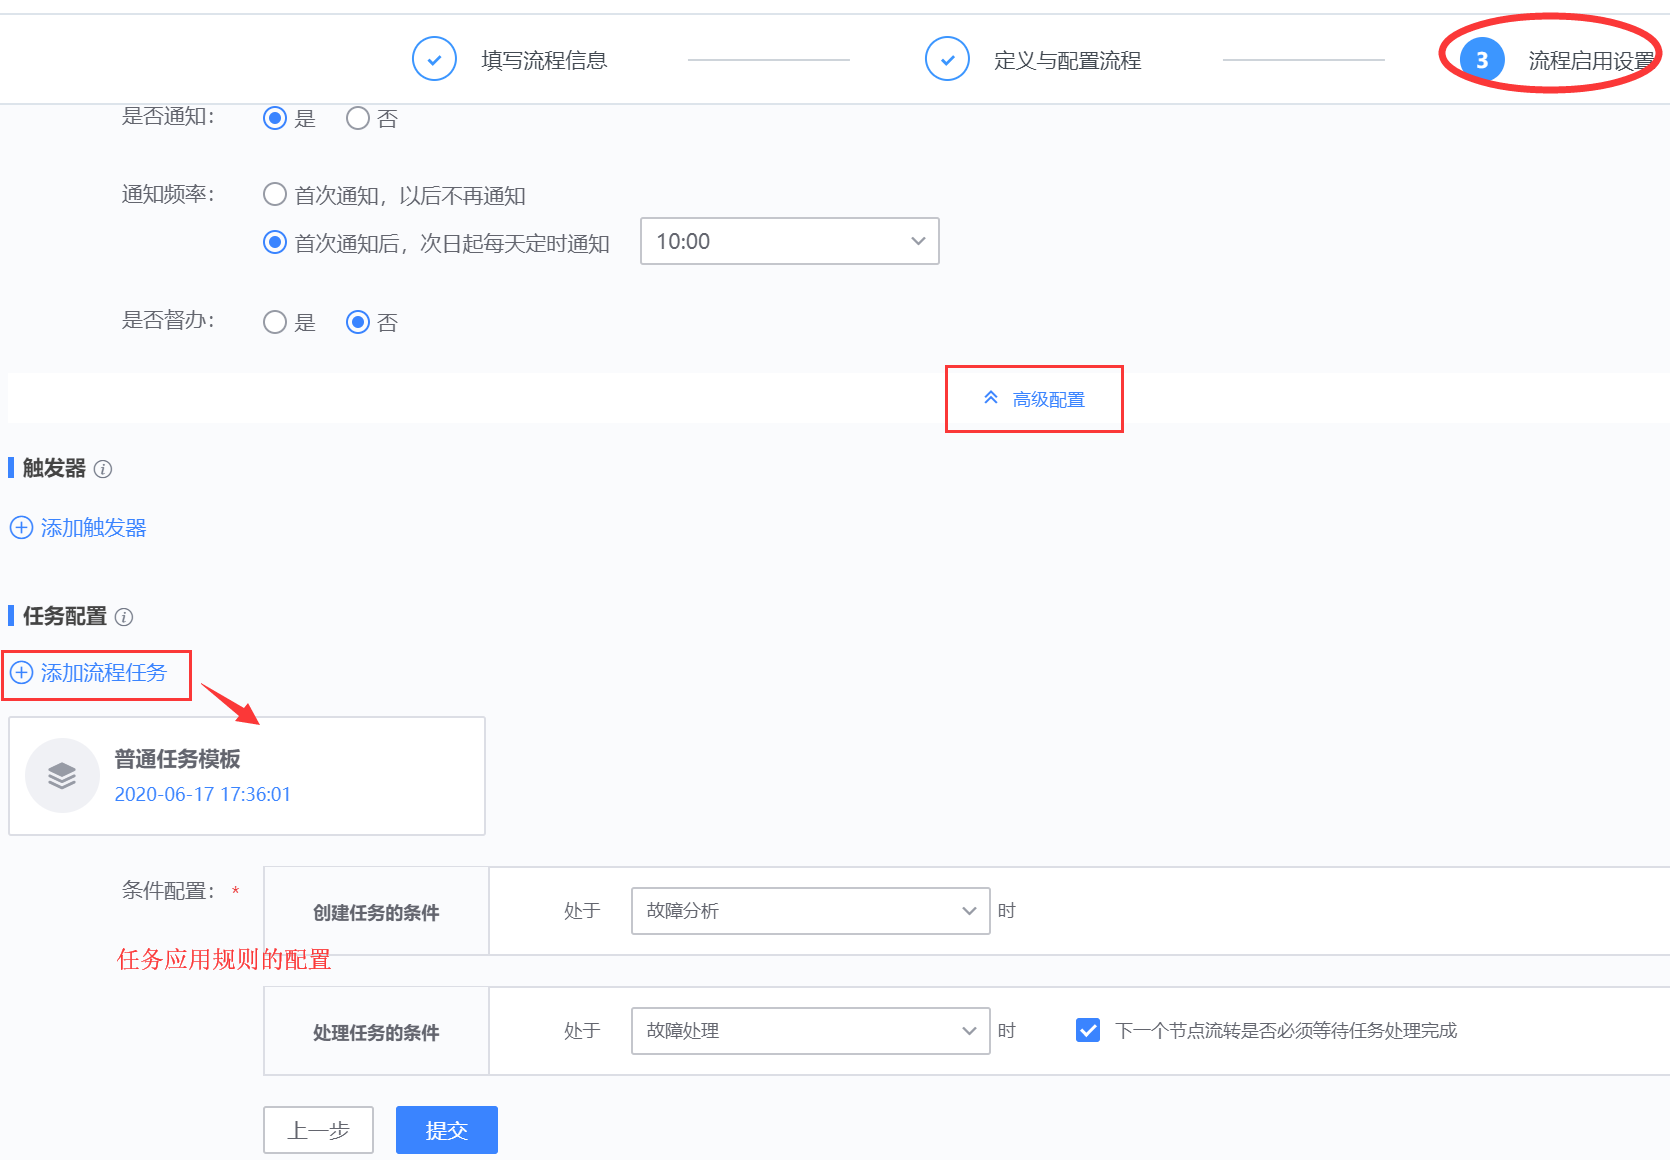 填写流程信息
定义与配置流程
3 流程启用设置
是否通知：
是
否
通知频率：
首次通知，以后不再通知
首次通知后，次日起每天定时通知
10:00
是否督办：
是
否
高级配置
触发器
添加触发器
任务配置
添加流程任务
普通任务模板
2020-06-17 17:36:01
条件配置： *
创建任务的条件
处于
故障分析
时
任务应用规则的配置
处理任务的条件
处于
故障处理
时
下一个节点流转是否必须等待任务处理完成
上一步
提交